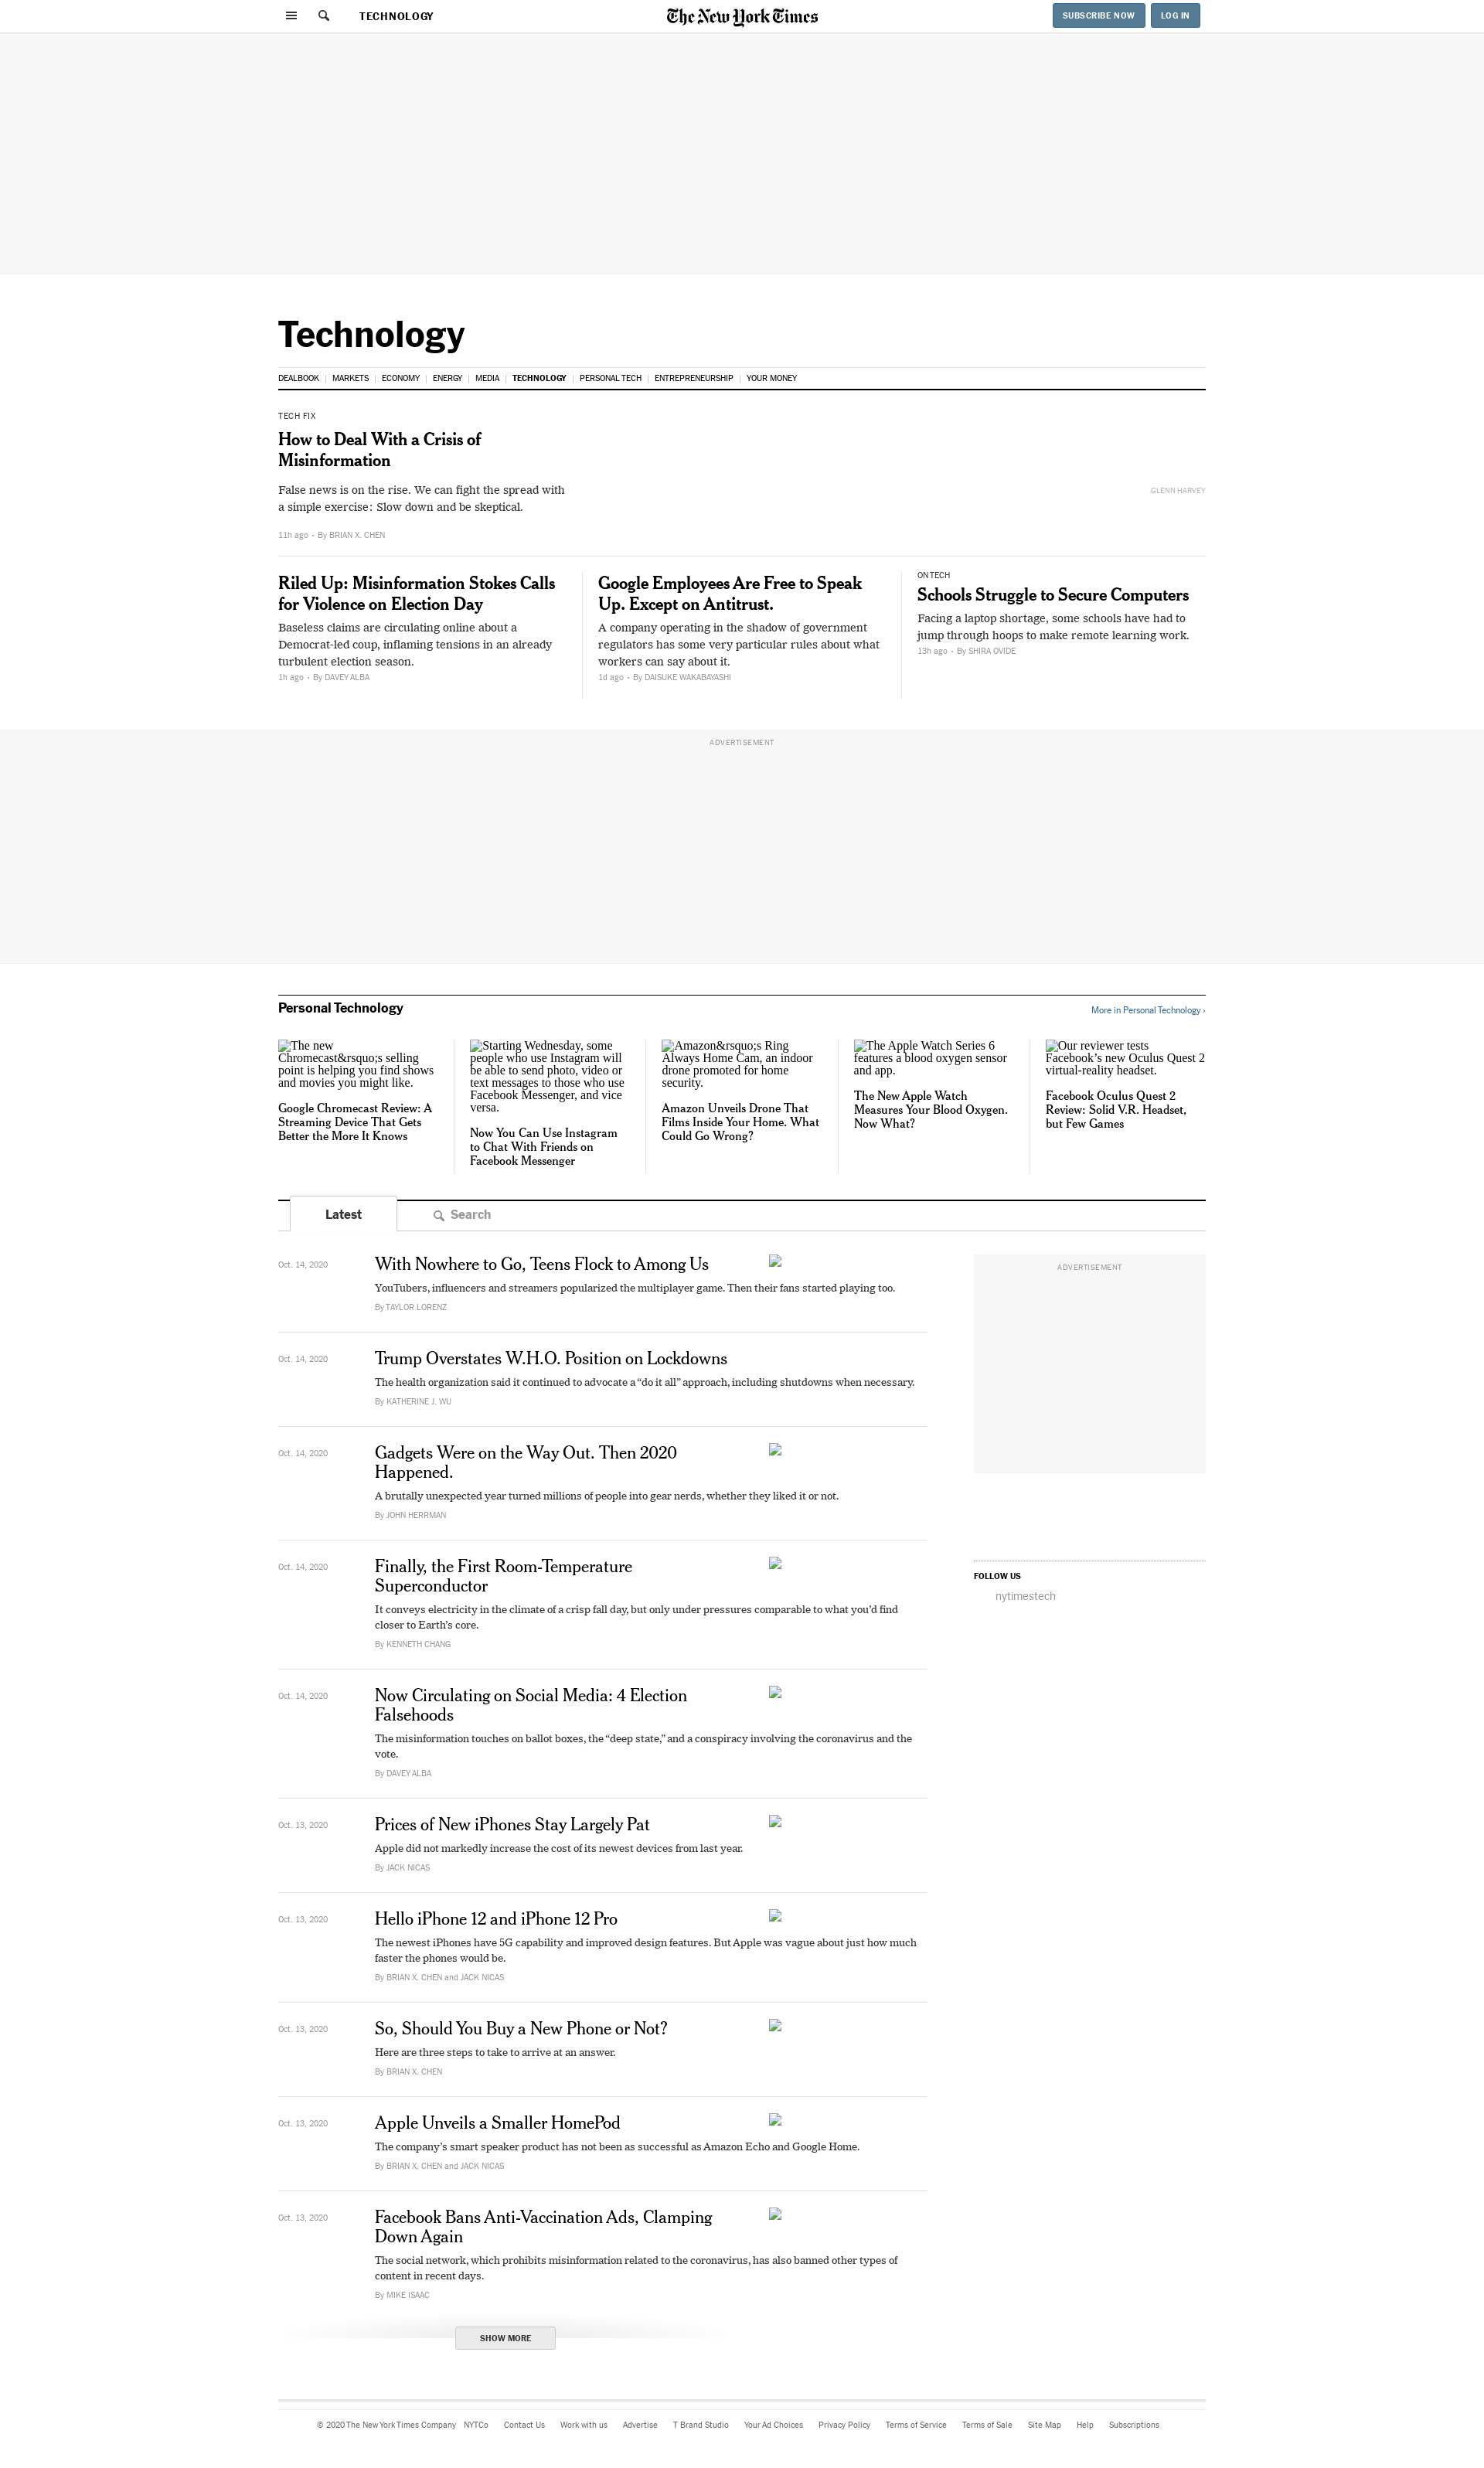 TECHNOLOGY
The New York Times
SUBSCRIBE NOW
LOG IN
Technology
DEALBOOK | MARKETS | ECONOMY | ENERGY | MEDIA | TECHNOLOGY | PERSONAL TECH | ENTREPRENEURSHIP | YOUR MONEY
TECH FIX
How to Deal With a Crisis of
Misinformation
False news is on the rise. We can fight the spread with
a simple exercise: Slow down and be skeptical.
11h ago • By BRIAN X. CHEN
GLENN HARVEY
Riled Up: Misinformation Stokes Calls
for Violence on Election Day
Baseless claims are circulating online about a
Democrat-led coup, inflaming tensions in an already
turbulent election season.
1h ago • By DAVEY ALBA
Google Employees Are Free to Speak
Up. Except on Antitrust.
A company operating in the shadow of government
regulators has some very particular rules about what
workers can say about it.
1d ago • By DAISUKE WAKABAYASHI
ON TECH
Schools Struggle to Secure Computers
Facing a laptop shortage, some schools have had to
jump through hoops to make remote learning work.
13h ago • By SHIRA OVIDE
ADVERTISEMENT
Personal Technology
More in Personal Technology ›
The new
Chromecast&rsquo;s selling
point is helping you find shows
and movies you might like.
Google Chromecast Review: A
Streaming Device That Gets
Better the More It Knows
Starting Wednesday, some
people who use Instagram will
be able to send photo, video or
text messages to those who use
Facebook Messenger, and vice
versa.
Now You Can Use Instagram
to Chat With Friends on
Facebook Messenger
Amazon&rsquo;s Ring
Always Home Cam, an indoor
drone promoted for home
security.
Amazon Unveils Drone That
Films Inside Your Home. What
Could Go Wrong?
The Apple Watch Series 6
features a blood oxygen sensor
and app.
The New Apple Watch
Measures Your Blood Oxygen.
Now What?
Our reviewer tests
Facebook’s new Oculus Quest 2
virtual-reality headset.
Facebook Oculus Quest 2
Review: Solid V.R. Headset,
but Few Games
Latest
Search
Oct. 14, 2020
With Nowhere to Go, Teens Flock to Among Us
YouTubers, influencers and streamers popularized the multiplayer game. Then their fans started playing too.
By TAYLOR LORENZ
Oct. 14, 2020
Trump Overstates W.H.O. Position on Lockdowns
The health organization said it continued to advocate a “do it all” approach, including shutdowns when necessary.
By KATHERINE J. WU
Oct. 14, 2020
Gadgets Were on the Way Out. Then 2020
Happened.
A brutally unexpected year turned millions of people into gear nerds, whether they liked it or not.
By JOHN HERRMAN
Oct. 14, 2020
Finally, the First Room-Temperature
Superconductor
It conveys electricity in the climate of a crisp fall day, but only under pressures comparable to what you’d find
closer to Earth’s core.
By KENNETH CHANG
Oct. 14, 2020
Now Circulating on Social Media: 4 Election
Falsehoods
The misinformation touches on ballot boxes, the “deep state,” and a conspiracy involving the coronavirus and the
vote.
By DAVEY ALBA
Oct. 13, 2020
Prices of New iPhones Stay Largely Pat
Apple did not markedly increase the cost of its newest devices from last year.
By JACK NICAS
Oct. 13, 2020
Hello iPhone 12 and iPhone 12 Pro
The newest iPhones have 5G capability and improved design features. But Apple was vague about just how much
faster the phones would be.
By BRIAN X. CHEN and JACK NICAS
Oct. 13, 2020
So, Should You Buy a New Phone or Not?
Here are three steps to take to arrive at an answer.
By BRIAN X. CHEN
Oct. 13, 2020
Apple Unveils a Smaller HomePod
The company’s smart speaker product has not been as successful as Amazon Echo and Google Home.
By BRIAN X. CHEN and JACK NICAS
Oct. 13, 2020
Facebook Bans Anti-Vaccination Ads, Clamping
Down Again
The social network, which prohibits misinformation related to the coronavirus, has also banned other types of
content in recent days.
By MIKE ISAAC
SHOW MORE
ADVERTISEMENT
FOLLOW US
nytimestech
© 2020 The New York Times Company NYTCo Contact Us Work with us Advertise T Brand Studio Your Ad Choices Privacy Policy Terms of Service Terms of Sale Site Map Help Subscriptions